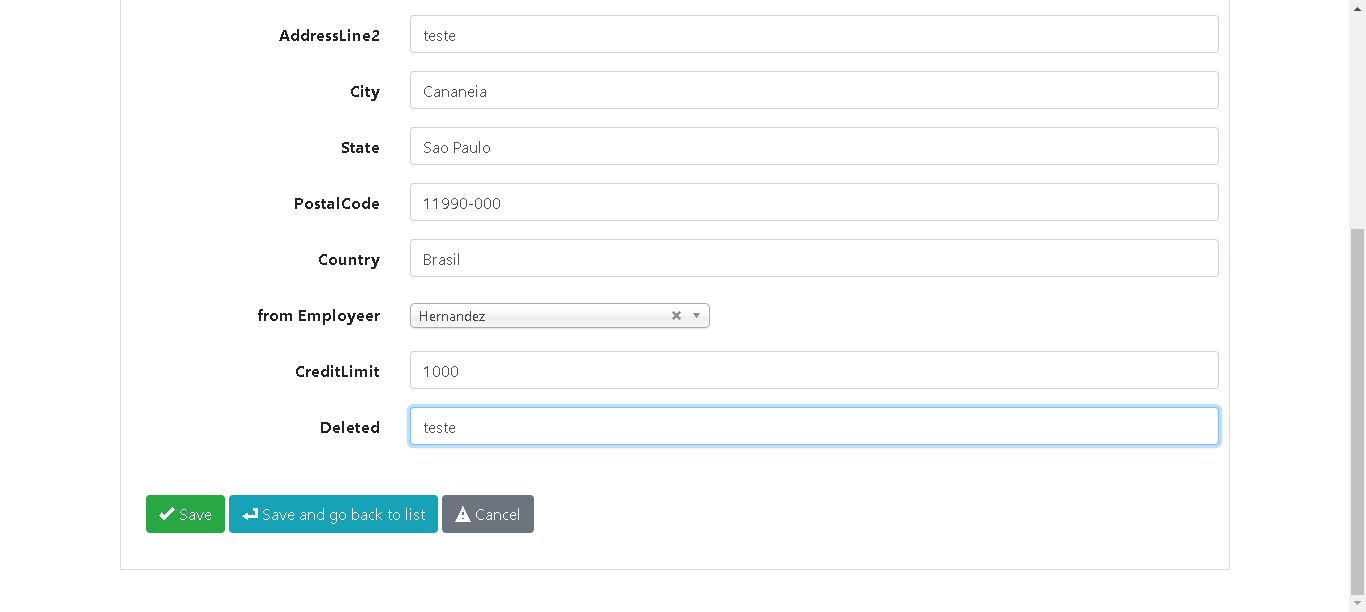 AddressLine2 teste
City Cananeia
State Sao Paulo
PostalCode 11990-000
Country Brasil
from Employeer Hernandez
CreditLimit 1000
Deleted teste
Save Save and go back to list Cancel